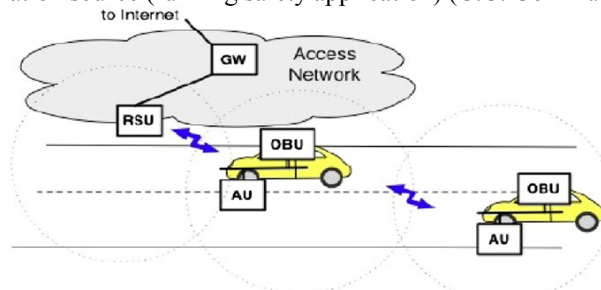 to Internet
GW
Access
Network
RSU
OBU
AU
OBU
AU